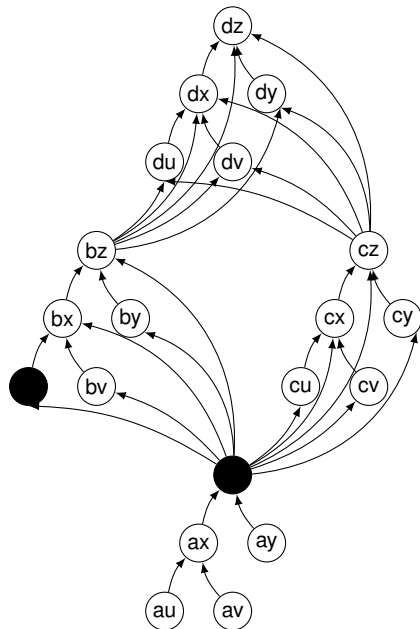 dz
dx dy
du dv
bz cz
bx by cx cy
bv cu cv
ax ay
au av